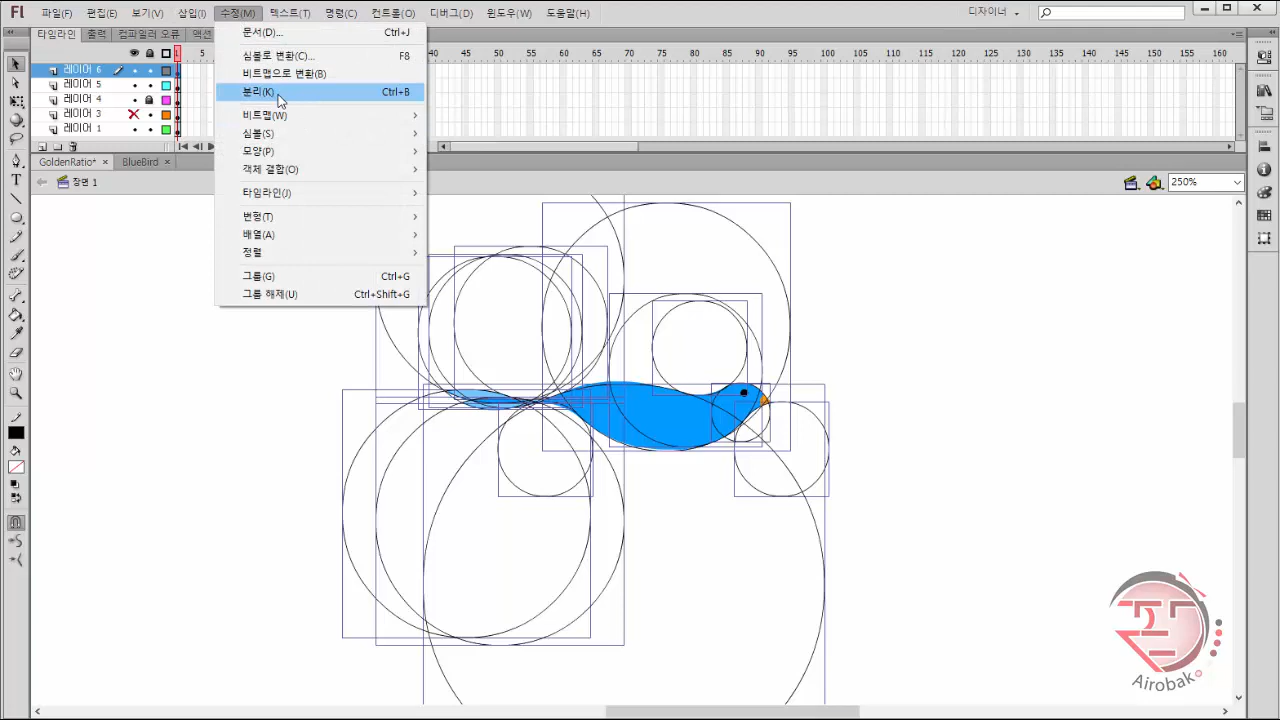 Fl 파일(F) 편집(E) 보기(V) 삽입(I) 수정(M) 텍스트(T) 명령(C) 컨트롤(O) 디버그(D) 윈도우(W) 도움말(H) 디자이너
타임라인 출력 컴파일러 오류 액션
문서(D)... Ctrl+J
심볼로 변환(C)... F8
비트맵으로 변환(B)
분리(K) Ctrl+B
비트맵(W)
심볼(S)
모양(P)
객체 결합(O)
타임라인(J)
변형(T)
배열(A)
정렬
그룹(G) Ctrl+G
그룹 해제(U) Ctrl+Shift+G
1 5 40 45 50 55 60 65 70 75 80 85 90 95 100 105 110 115 120 125 130 135 140 145 150 155 160
레이어 6
레이어 5
레이어 4
레이어 3
레이어 1
GoldenRatio* × BlueBird ×
장면 1 250%
Airobak